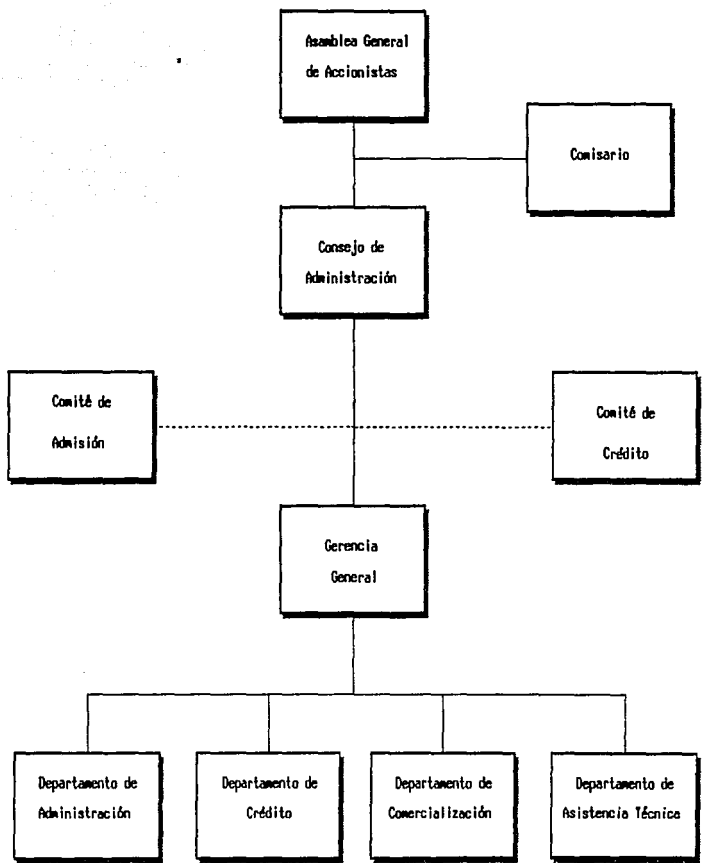 Asamblea General
de Accionistas
Comisario
Consejo de
Administración
Comité de
Admisión
Comité de
Crédito
Gerencia
General
Departamento de
Administración
Departamento de
Crédito
Departamento de
Comercialización
Departamento de
Asistencia Técnica